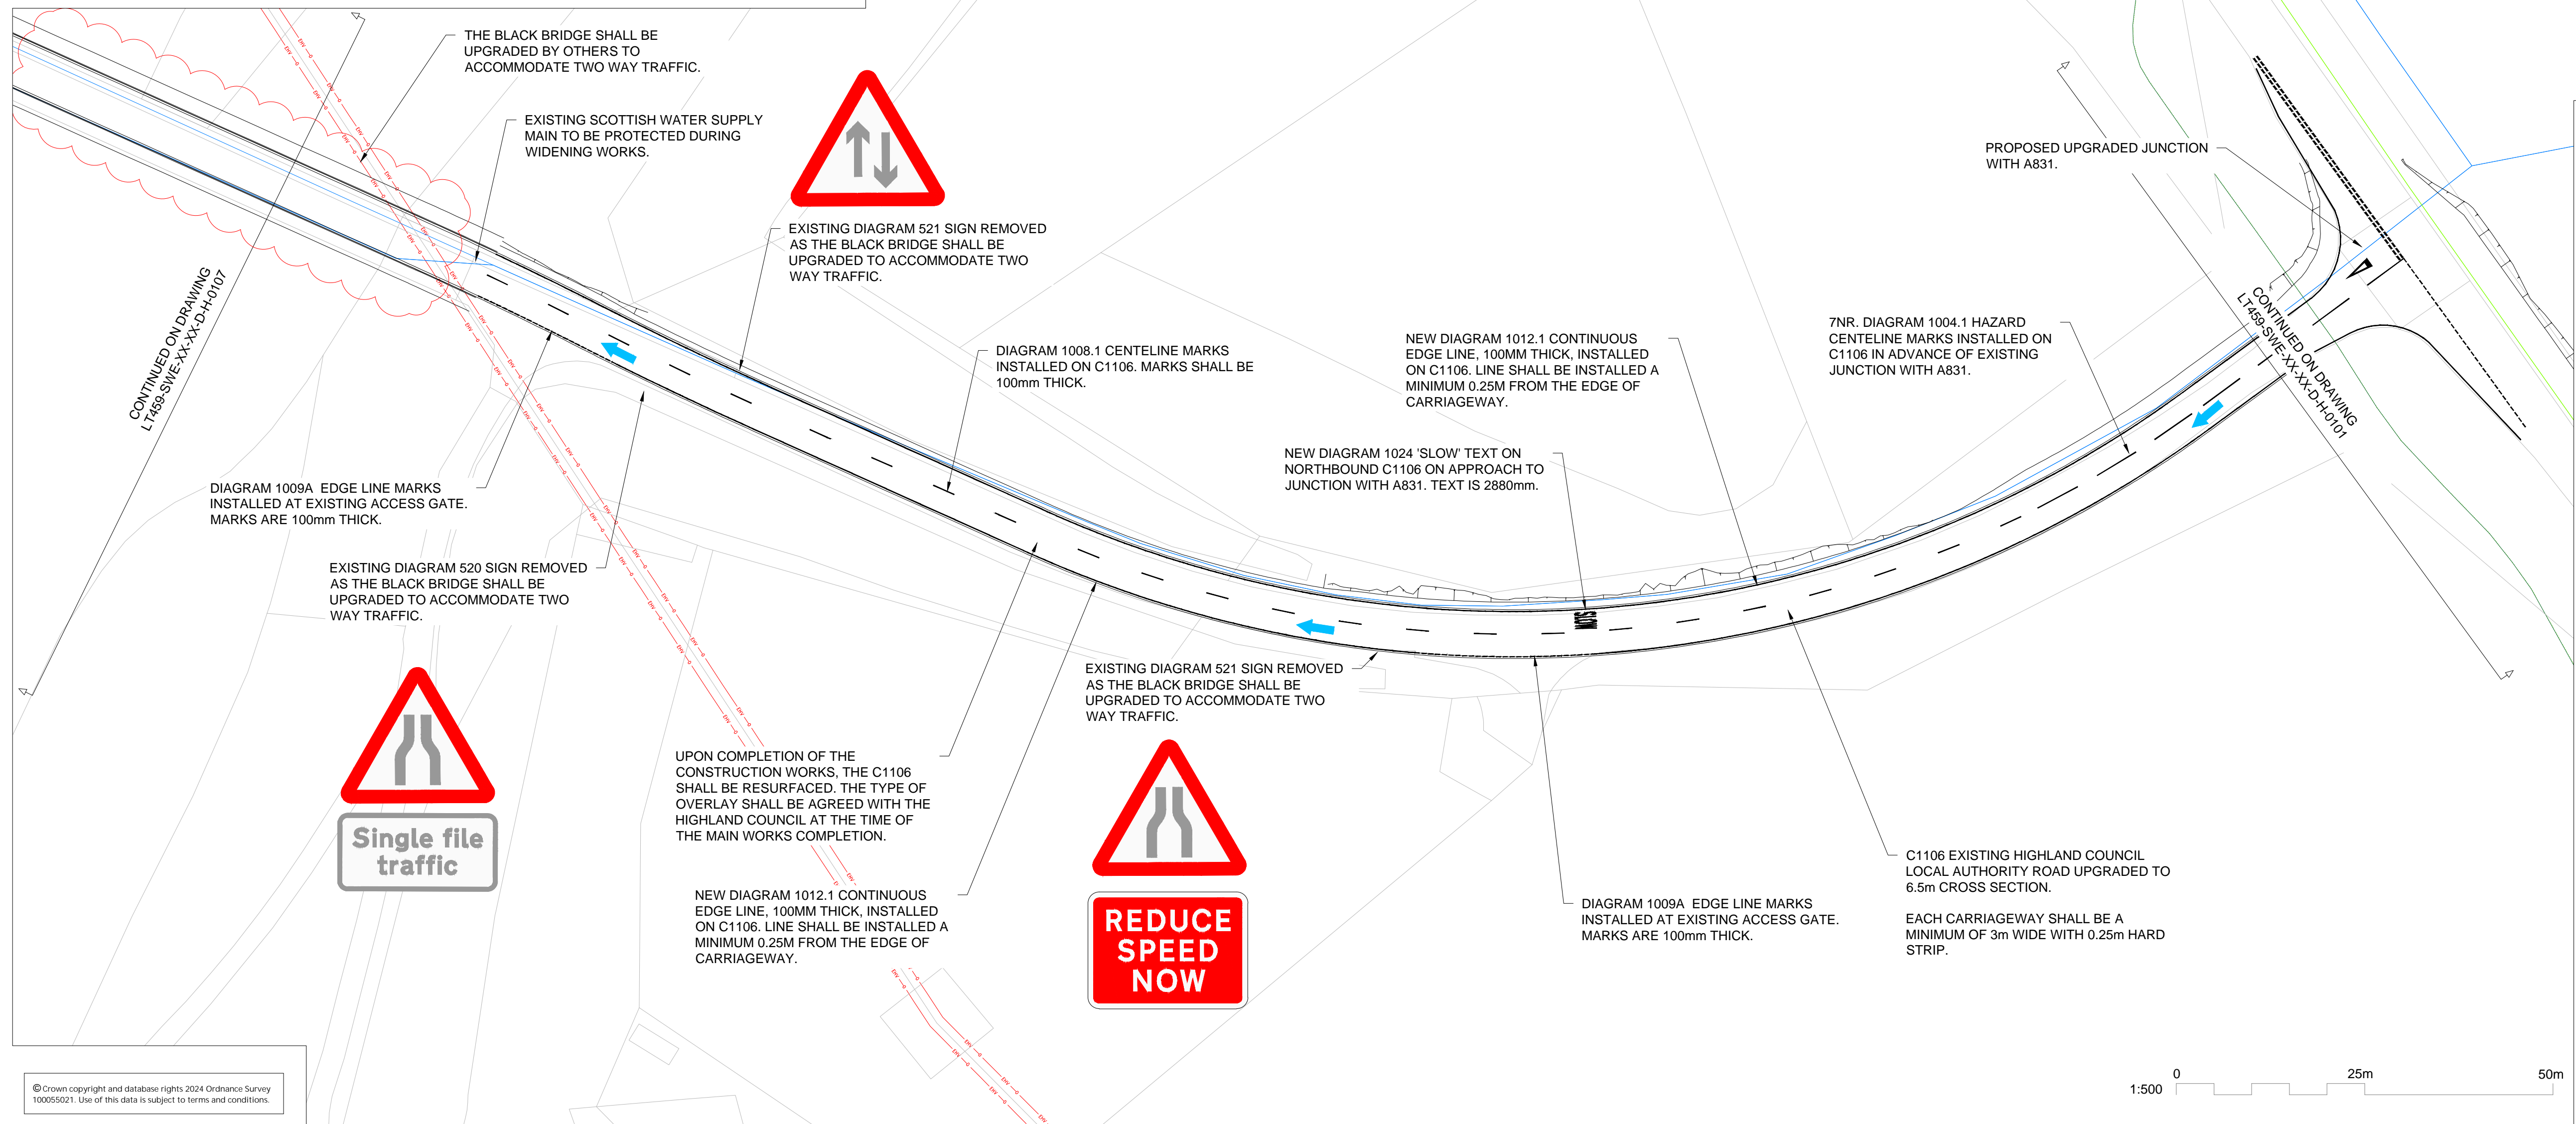 THE BLACK BRIDGE SHALL BE
UPGRADED BY OTHERS TO
ACCOMMODATE TWO WAY TRAFFIC.
EXISTING SCOTTISH WATER SUPPLY
MAIN TO BE PROTECTED DURING
WIDENING WORKS.
EXISTING DIAGRAM 521 SIGN REMOVED
AS THE BLACK BRIDGE SHALL BE
UPGRADED TO ACCOMMODATE TWO
WAY TRAFFIC.
PROPOSED UPGRADED JUNCTION
WITH A831.
CONTINUED ON DRAWING
LT459-SWE-XX-XX-D-H-0107
DIAGRAM 1008.1 CENTELINE MARKS
INSTALLED ON C1106. MARKS SHALL BE
100mm THICK.
NEW DIAGRAM 1012.1 CONTINUOUS
EDGE LINE, 100MM THICK, INSTALLED
ON C1106. LINE SHALL BE INSTALLED A
MINIMUM 0.25M FROM THE EDGE OF
CARRIAGEWAY.
7NR. DIAGRAM 1004.1 HAZARD
CENTELINE MARKS INSTALLED ON
C1106 IN ADVANCE OF EXISTING
JUNCTION WITH A831.
CONTINUED ON DRAWING
LT459-SWE-XX-XX-D-H-0101
NEW DIAGRAM 1024 'SLOW' TEXT ON
NORTHBOUND C1106 ON APPROACH TO
JUNCTION WITH A831. TEXT IS 2880mm.
DIAGRAM 1009A EDGE LINE MARKS
INSTALLED AT EXISTING ACCESS GATE.
MARKS ARE 100mm THICK.
EXISTING DIAGRAM 520 SIGN REMOVED
AS THE BLACK BRIDGE SHALL BE
UPGRADED TO ACCOMMODATE TWO
WAY TRAFFIC.
SLOW
EXISTING DIAGRAM 521 SIGN REMOVED
AS THE BLACK BRIDGE SHALL BE
UPGRADED TO ACCOMMODATE TWO
WAY TRAFFIC.
Single file
traffic
UPON COMPLETION OF THE
CONSTRUCTION WORKS, THE C1106
SHALL BE RESURFACED. THE TYPE OF
OVERLAY SHALL BE AGREED WITH THE
HIGHLAND COUNCIL AT THE TIME OF
THE MAIN WORKS COMPLETION.
NEW DIAGRAM 1012.1 CONTINUOUS
EDGE LINE, 100MM THICK, INSTALLED
ON C1106. LINE SHALL BE INSTALLED A
MINIMUM 0.25M FROM THE EDGE OF
CARRIAGEWAY.
REDUCE
SPEED
NOW
DIAGRAM 1009A EDGE LINE MARKS
INSTALLED AT EXISTING ACCESS GATE.
MARKS ARE 100mm THICK.
C1106 EXISTING HIGHLAND COUNCIL
LOCAL AUTHORITY ROAD UPGRADED TO
6.5m CROSS SECTION.
EACH CARRIAGEWAY SHALL BE A
MINIMUM OF 3m WIDE WITH 0.25m HARD
STRIP.
© Crown copyright and database rights 2024 Ordnance Survey
100055021. Use of this data is subject to terms and conditions.
1:500
0 25m 50m